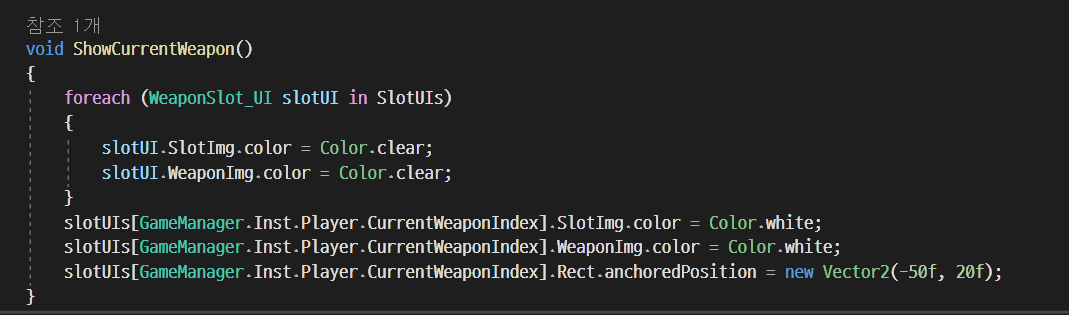 참조 1개
void ShowCurrentWeapon()
{
    foreach (WeaponSlot_UI slotUI in SlotUIs)
    {
        slotUI.SlotImg.color = Color.clear;
        slotUI.WeaponImg.color = Color.clear;
    }
    slotUIs[GameManager.Inst.Player.CurrentWeaponIndex].SlotImg.color = Color.white;
    slotUIs[GameManager.Inst.Player.CurrentWeaponIndex].WeaponImg.color = Color.white;
    slotUIs[GameManager.Inst.Player.CurrentWeaponIndex].Rect.anchoredPosition = new Vector2(-50f, 20f);
}